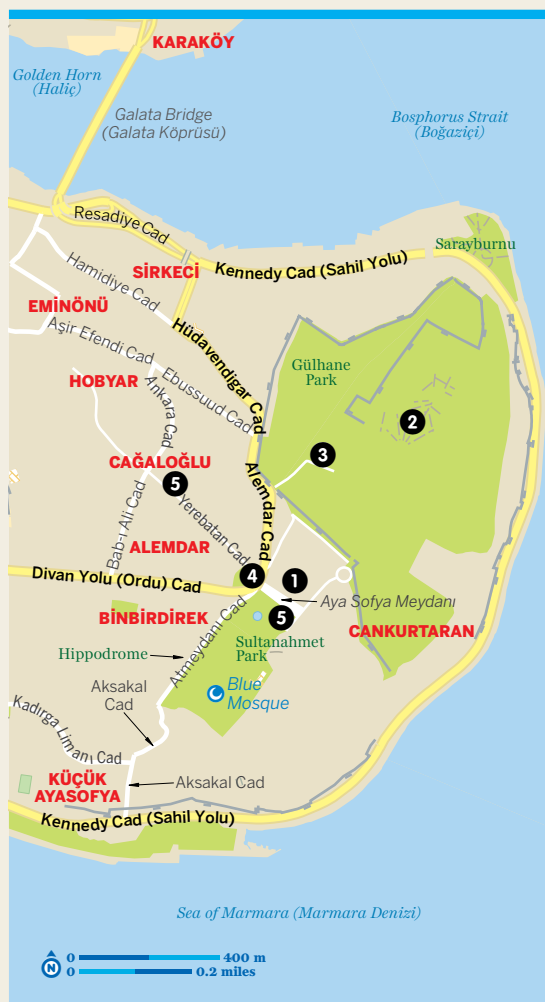 KARAKÖY
Golden Horn
(Haliç)
Galata Bridge
(Galata Köprüsü)
Bosphorus Strait
(Boğaziçi)
Resadiye Cad
Sarayburnu
SİRKECİ
Kennedy Cad (Sahil Yolu)
Hamidiye Cad
EMİNÖNÜ
Aşir Efendi Cad
Hüdavendigar Cad
Gülhane
Park
HOBYAR
Ankara Cad
Ebussuud Cad
2
3
CAĞALOĞLU
5
Alemdar Cad
Bab-ı Ali Cad
Yerebatan Cad
ALEMDAR
4
1
Divan Yolu (Ordu) Cad
Aya Sofya Meydanı
BİNBİRDİREK
5
CANKURTARAN
Atmeydanı Cad
Sultanahmet
Park
Hippodrome
Aksakal
Cad
Blue
Mosque
Kadırga Limanı Cad
KÜÇÜK
AYASOFYA
Aksakal Cad
Kennedy Cad (Sahil Yolu)
Sea of Marmara (Marmara Denizi)
N
0 400 m
0 0.2 miles